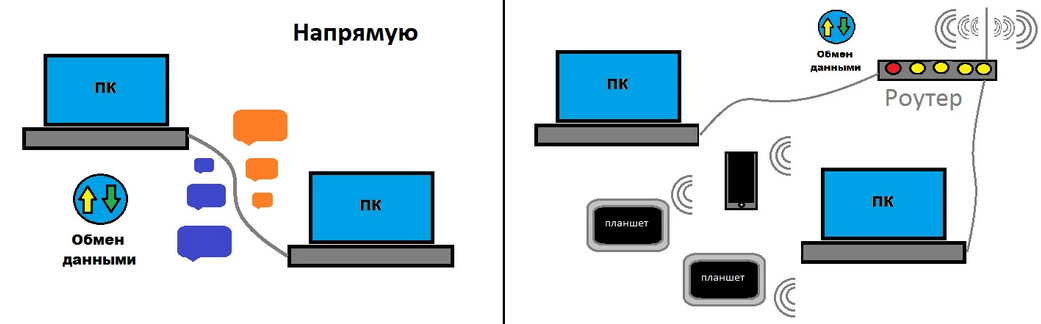 Напрямую
ПК
ПК
Обмен
данными
Обмен
данными
Роутер
ПК
ПК
планшет
планшет